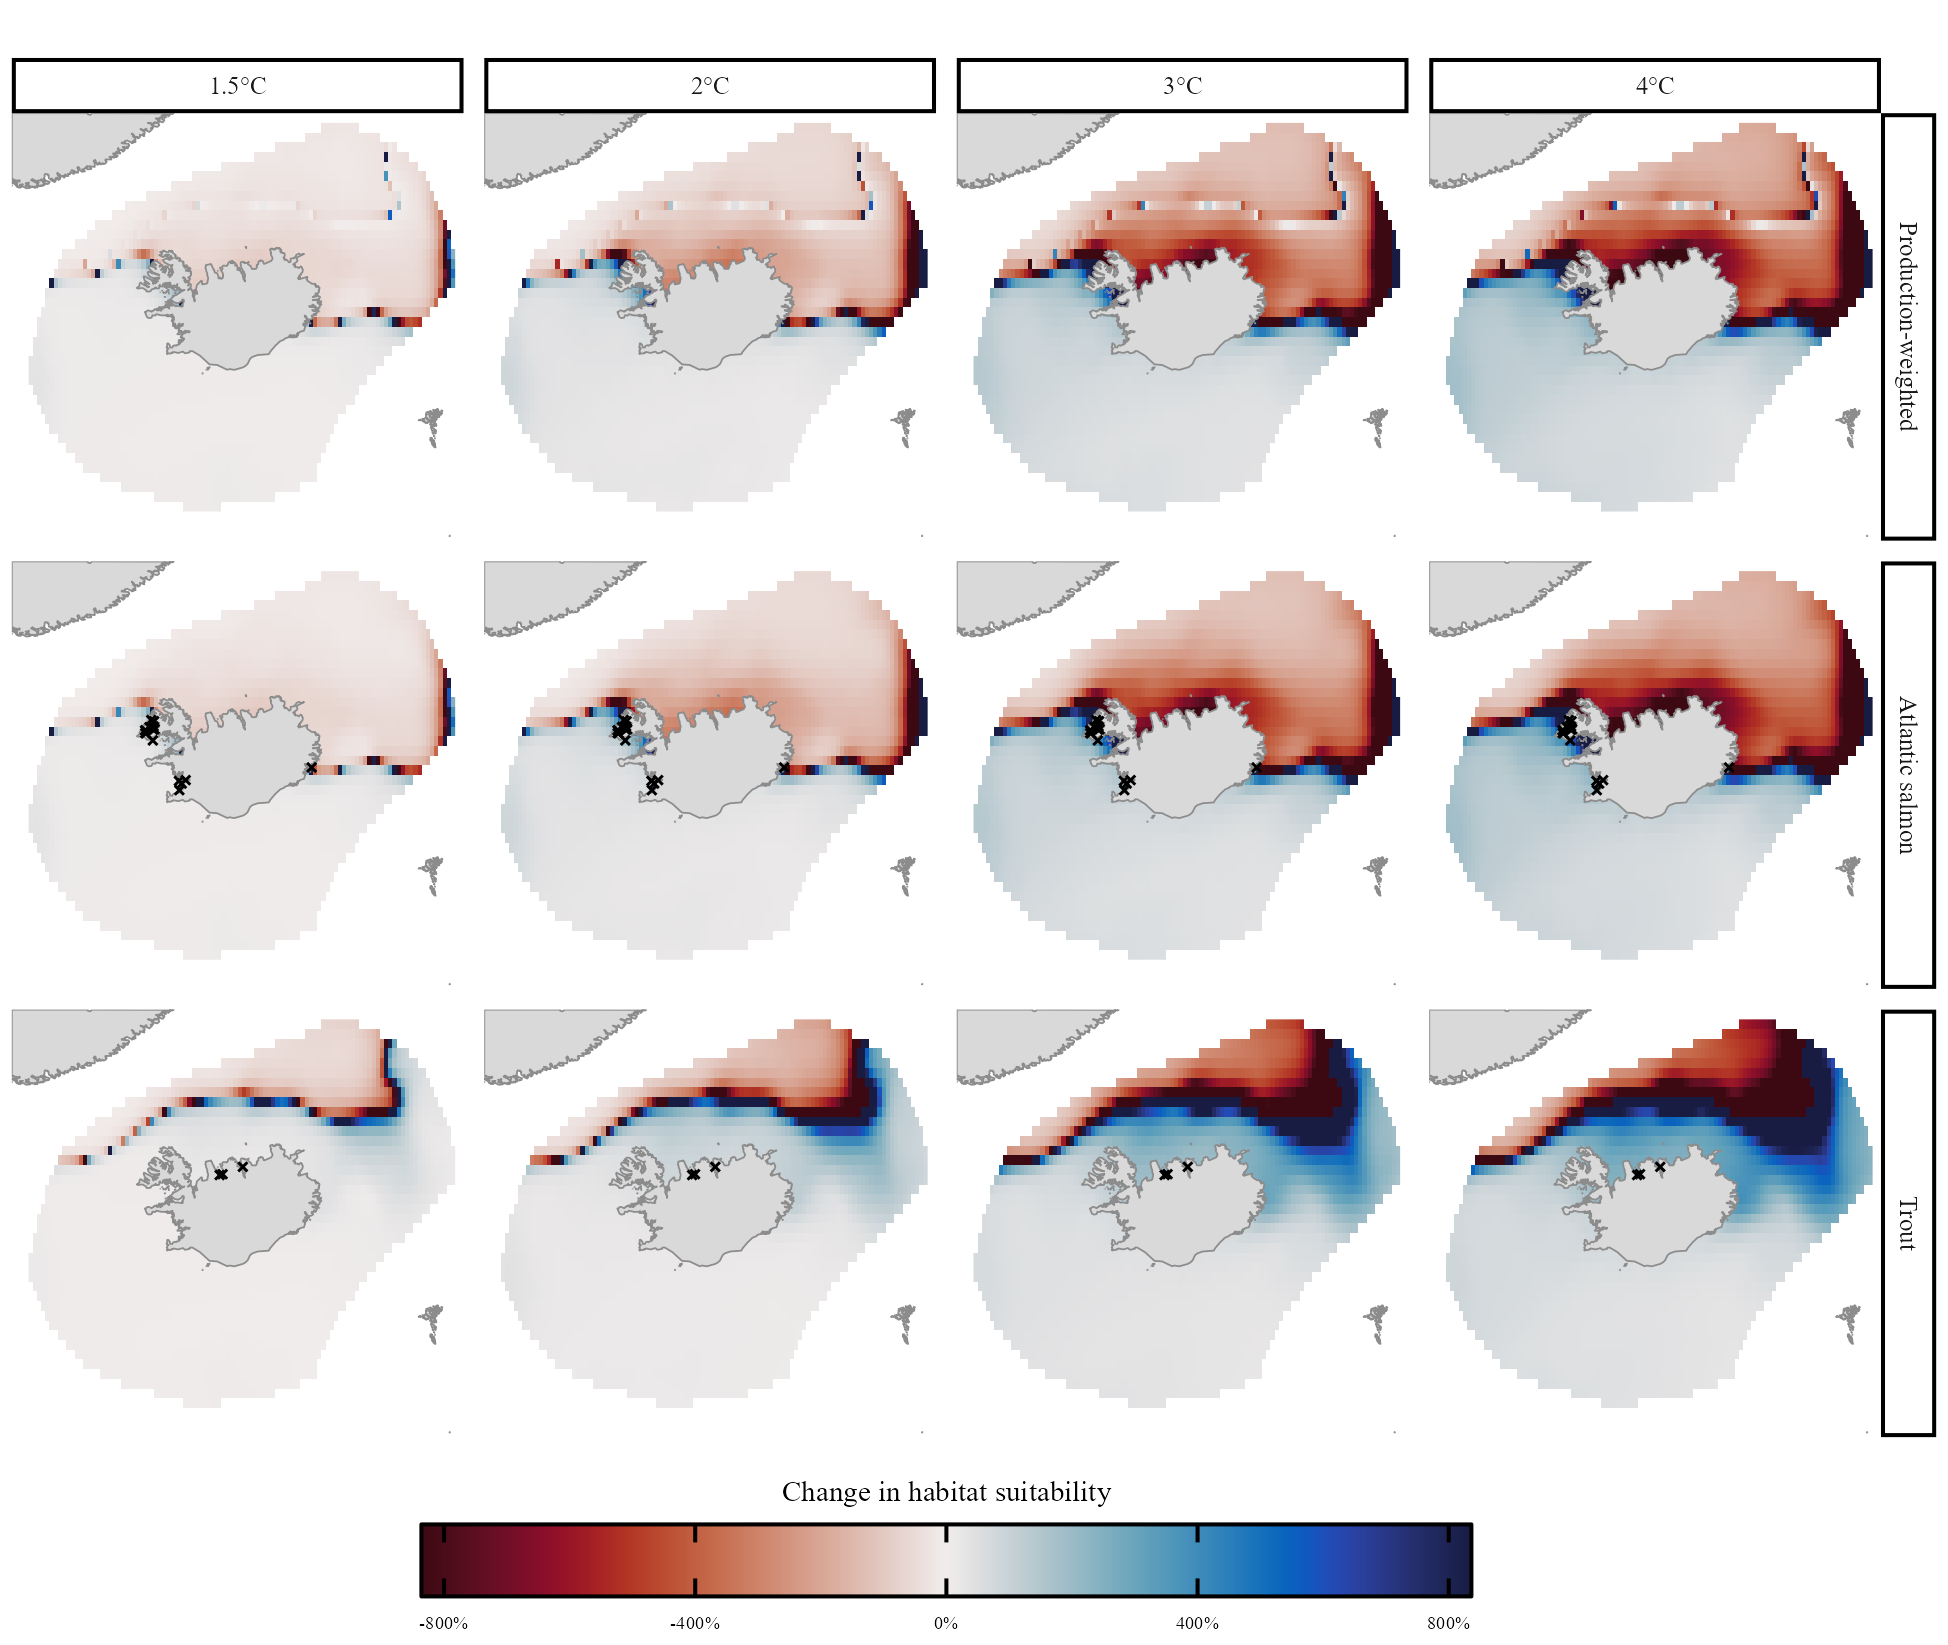 1.5°C
2°C
3°C
4°C
Production-weighted
Atlantic salmon
Trout
Change in habitat suitability
-800%
-400%
0%
400%
800%